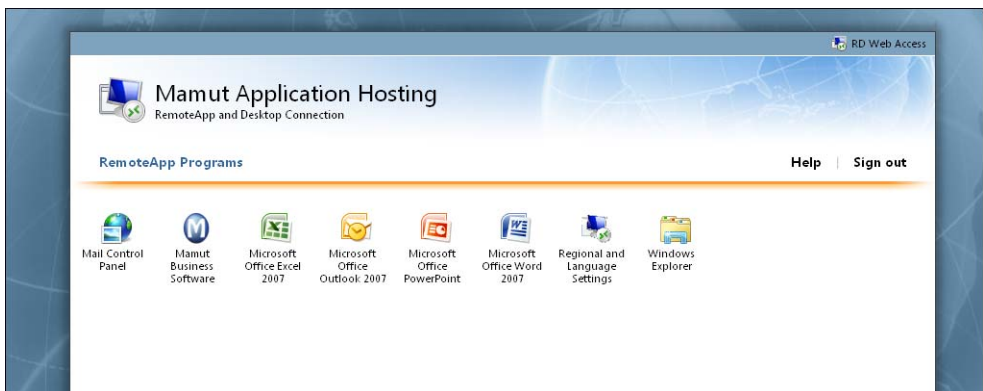 RD Web Access
Mamut Application Hosting
RemoteApp and Desktop Connection
RemoteApp Programs
Help | Sign out
Mail Control
Panel
Mamut
Business
Software
Microsoft
Office Excel
2007
Microsoft
Office
Outlook 2007
Microsoft
Office
PowerPoint
Microsoft
Office Word
2007
Regional and
Language
Settings
Windows
Explorer